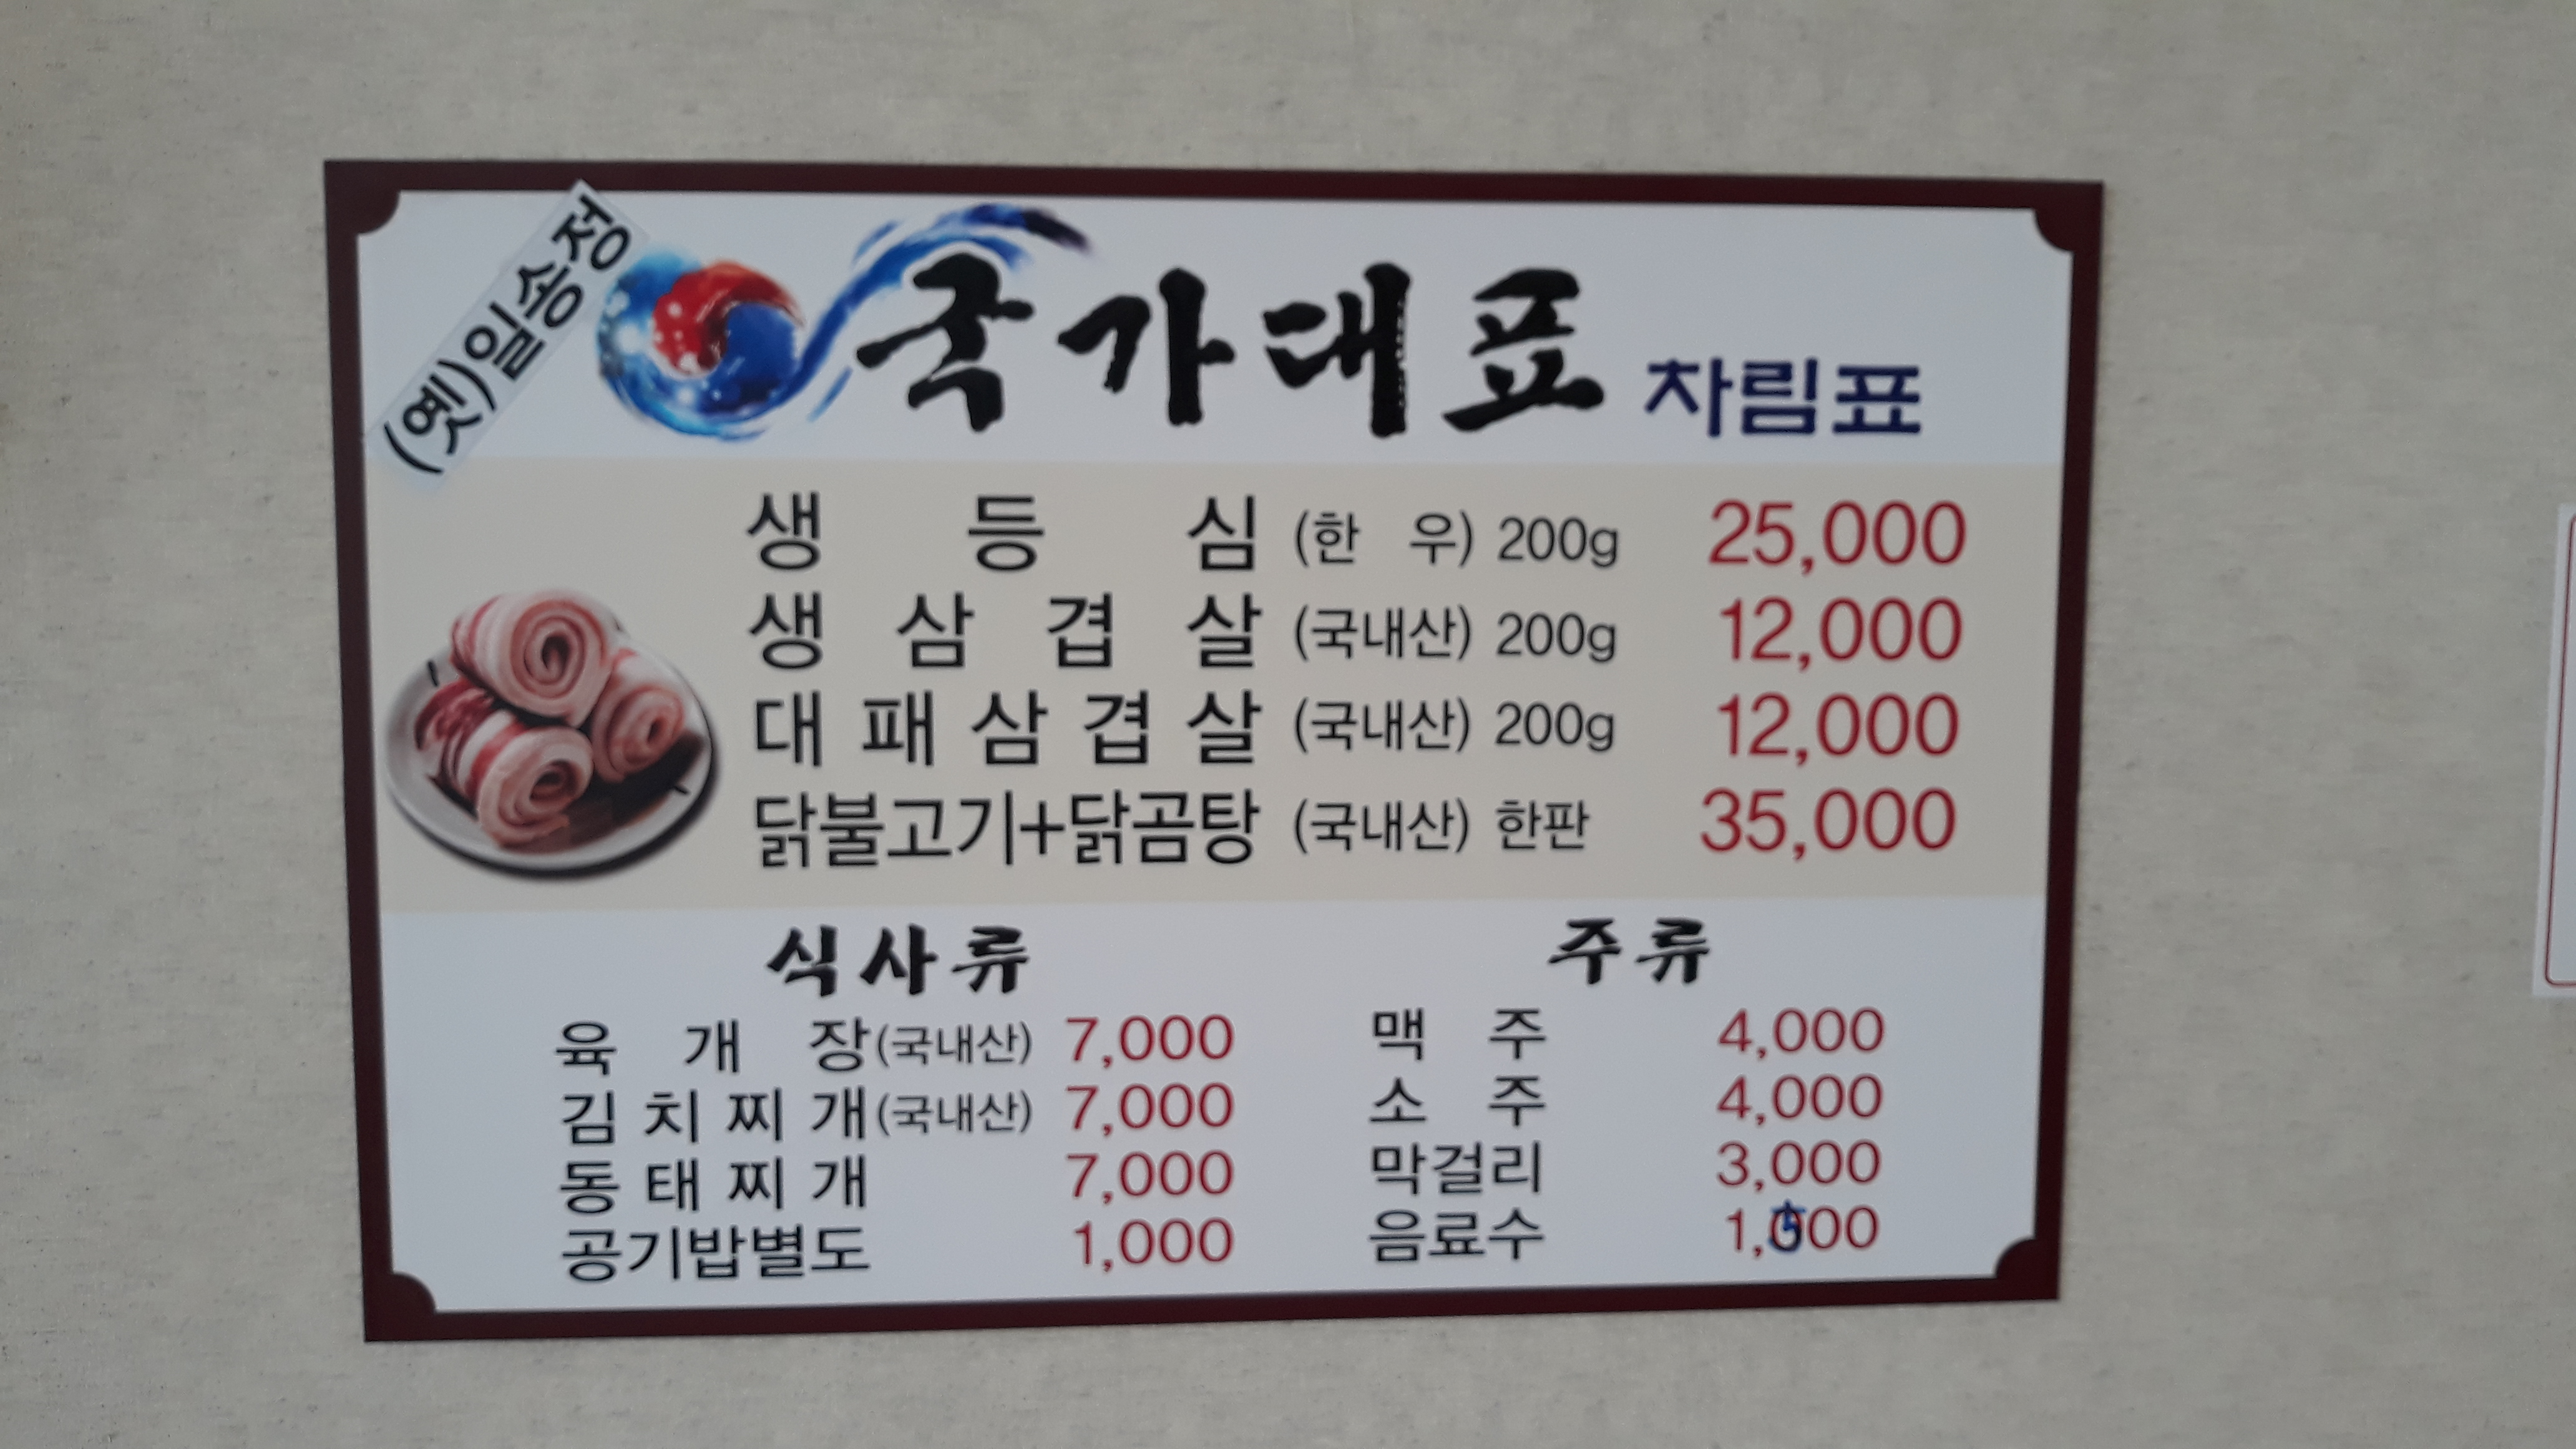 (옛)일송정
국가대표 차림표
생등심 (한우) 200g 25,000
생삼겹살 (국내산) 200g 12,000
대패삼겹살 (국내산) 200g 12,000
닭불고기+닭곰탕 (국내산) 한판 35,000
식사류
육개장(국내산) 7,000
김치찌개(국내산) 7,000
동태찌개 7,000
공기밥별도 1,000
주류
맥주 4,000
소주 4,000
막걸리 3,000
음료수 1,500